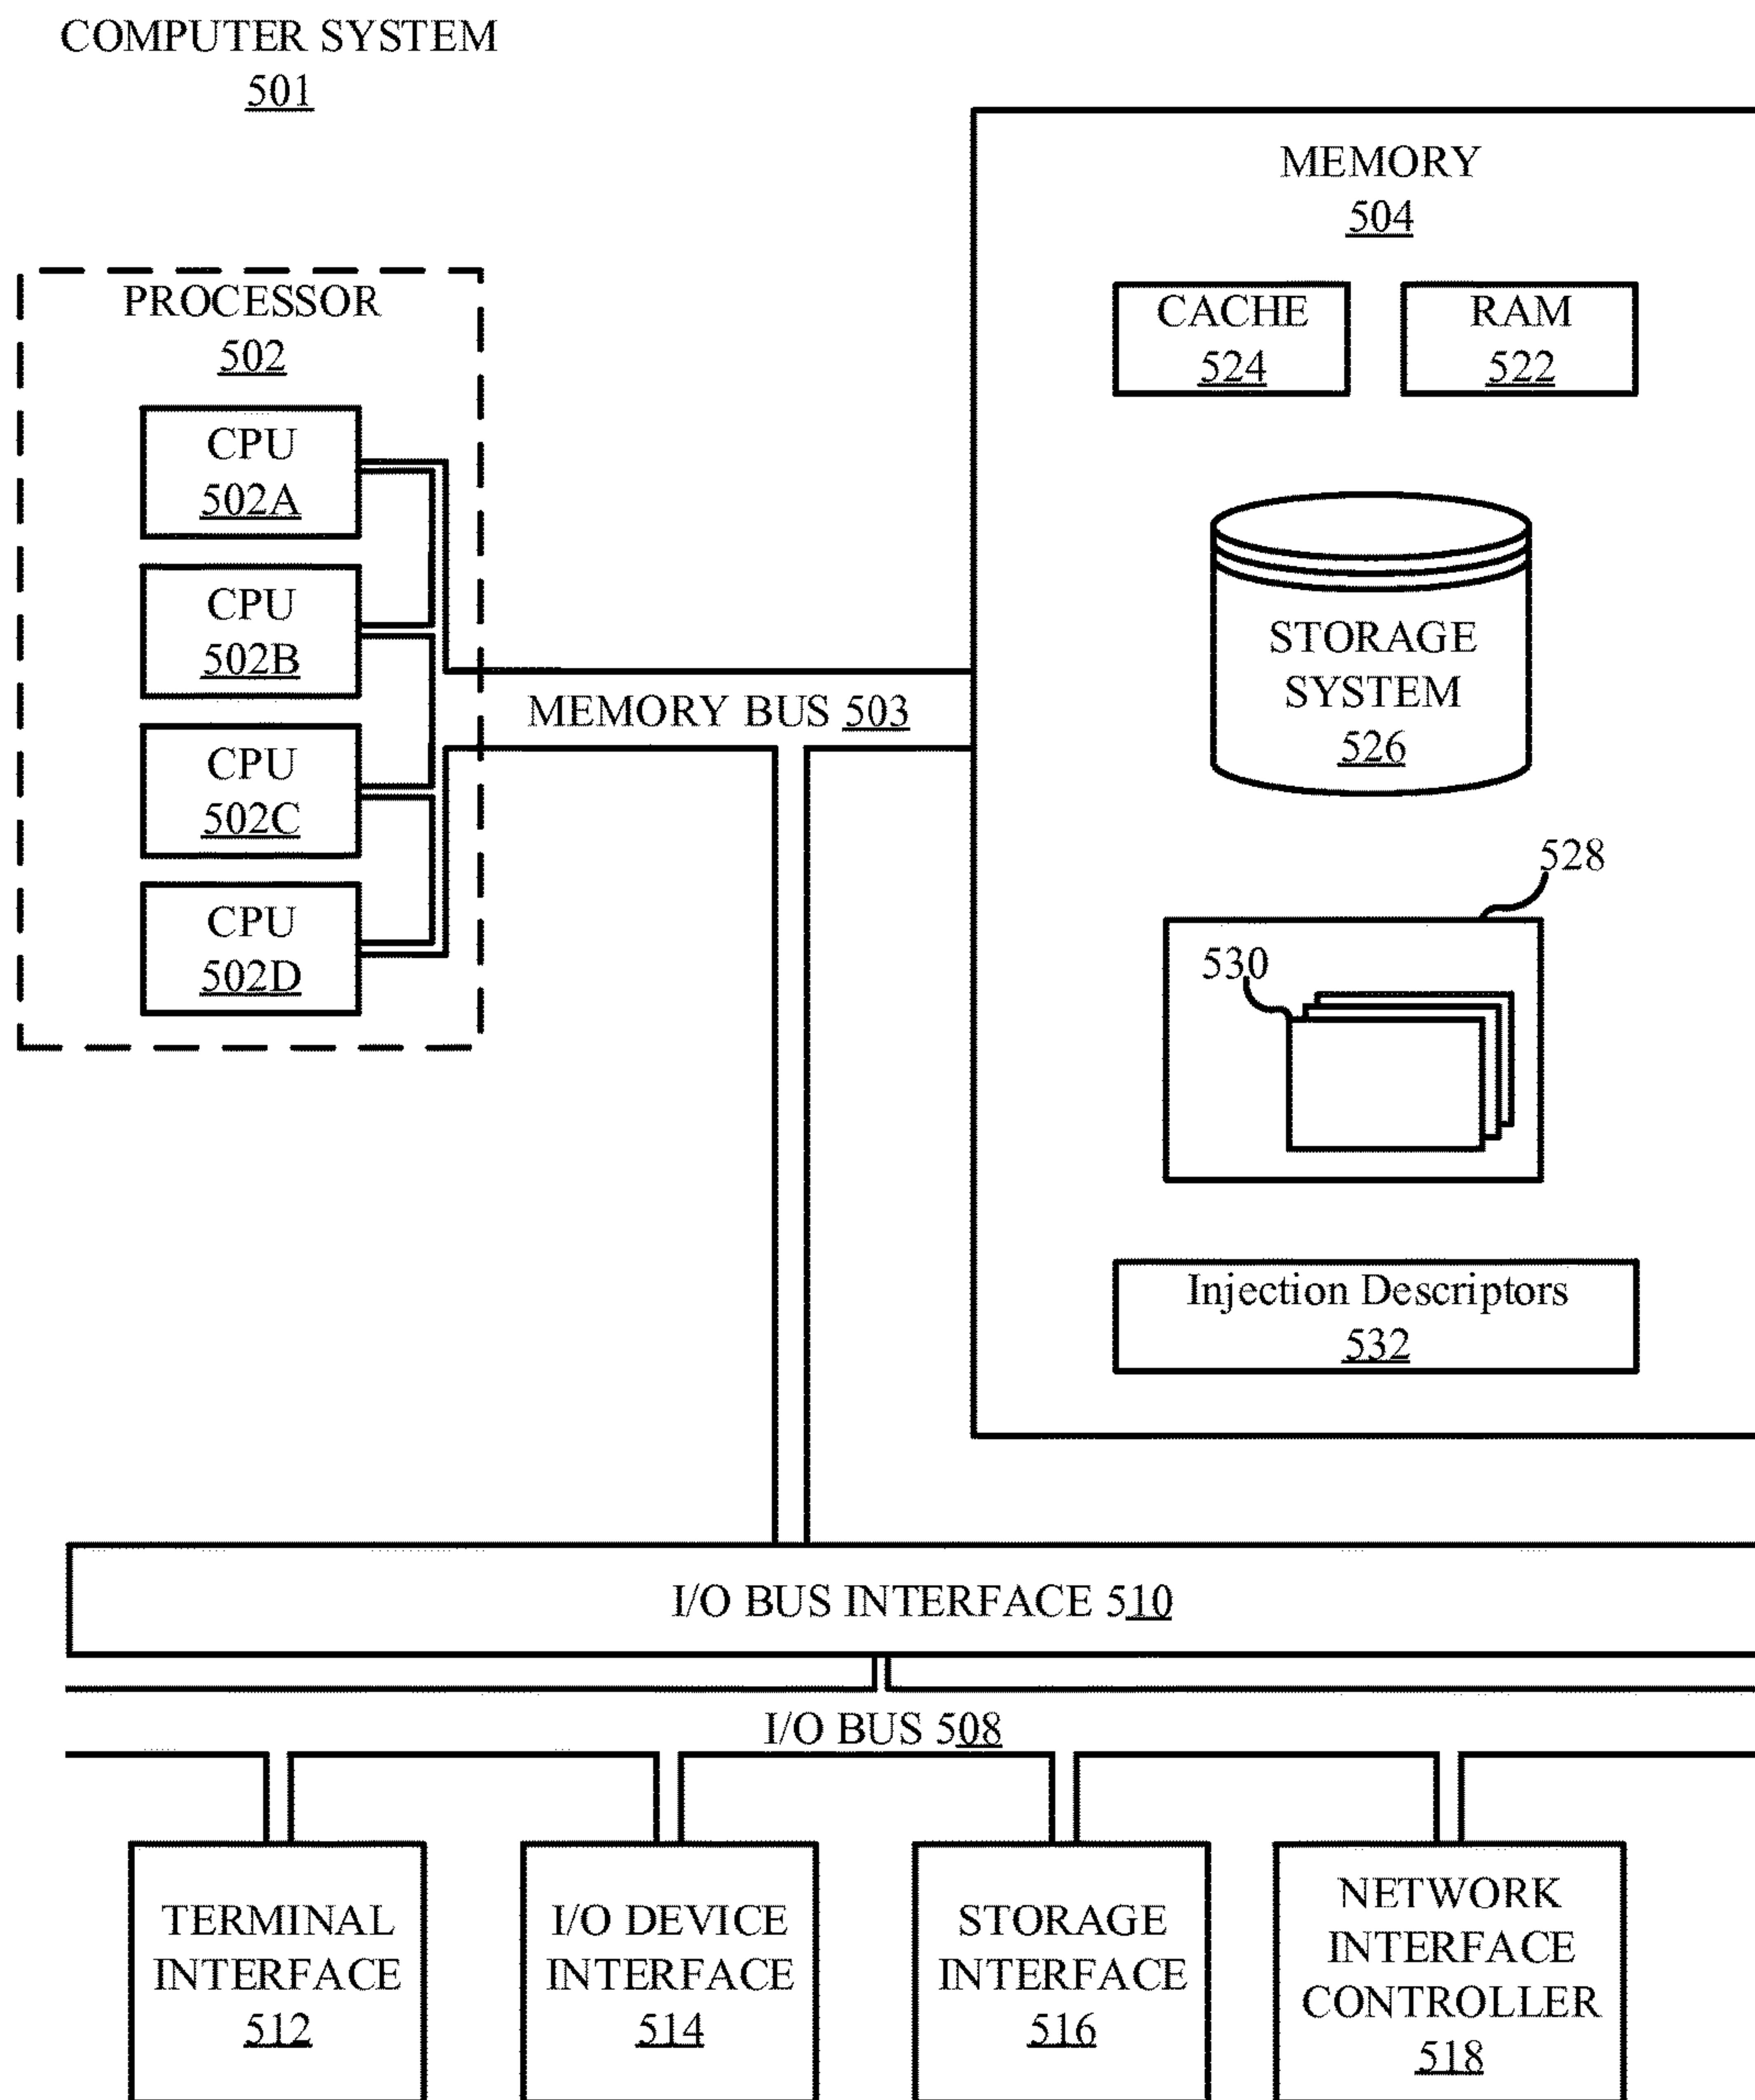 COMPUTER SYSTEM
501
MEMORY
504
PROCESSOR
502
CACHE
524
RAM
522
CPU
502A
CPU
502B
CPU
502C
CPU
502D
MEMORY BUS 503
STORAGE
SYSTEM
526
528
530
Injection Descriptors
532
I/O BUS INTERFACE 510
I/O BUS 508
TERMINAL
INTERFACE
512
I/O DEVICE
INTERFACE
514
STORAGE
INTERFACE
516
NETWORK
INTERFACE
CONTROLLER
518